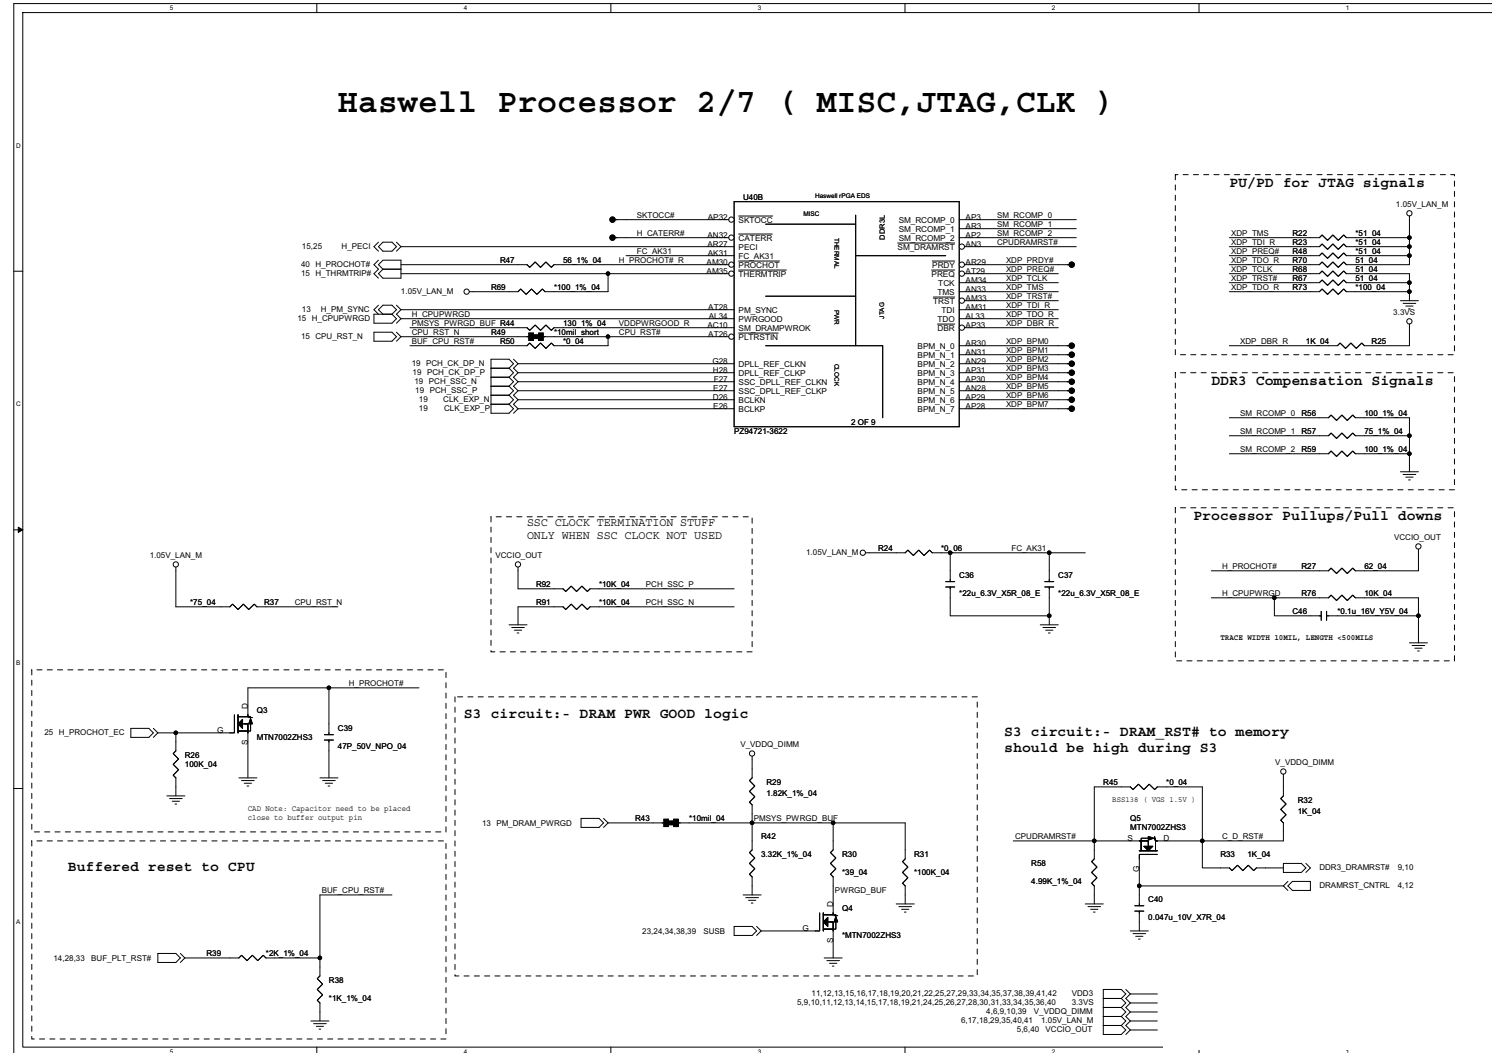 5 4 3 2 1
Haswell Processor 2/7 ( MISC,JTAG,CLK )
D
C
B
A
U40B
Haswell rPGA EDS
MISC
DDR3L
THERMAL
PWR
JTAG
CLOCK
SKTOCC# AP32 SKTOCC
H_CATERR# AN32 CATERR
15,25 H_PECI AR27 PECI
FC_AK31 AK31 FC_AK31
40 H_PROCHOT# R47 56_1%_04 H_PROCHOT#_R AM30 PROCHOT
15 H_THRMTRIP# AM35 THERMTRIP
1.05V_LAN_M R69 *100_1%_04
13 H_PM_SYNC AT28 PM_SYNC
15 H_CPUPWRGD H_CPUPWRGD AL34 PWRGOOD
PMSYS_PWRGD_BUF R44 130_1%_04 VDDPWRGOOD_R AC10 SM_DRAMPWROK
15 CPU_RST_N CPU_RST_N R49 *10mil_short CPU_RST# AT26 PLTRSTIN
BUF_CPU_RST# R50 *0_04
19 PCH_CK_DP_N G28 DPLL_REF_CLKN
19 PCH_CK_DP_P H28 DPLL_REF_CLKP
19 PCH_SSC_N F27 SSC_DPLL_REF_CLKN
19 PCH_SSC_P E27 SSC_DPLL_REF_CLKP
19 CLK_EXP_N D26 BCLKN
19 CLK_EXP_P E26 BCLKP
SM_RCOMP_0 AP3 SM_RCOMP_0
SM_RCOMP_1 AR3 SM_RCOMP_1
SM_RCOMP_2 AP2 SM_RCOMP_2
SM_DRAMRST AN3 CPUDRAMRST#
PRDY AR29 XDP_PRDY#
PREQ AT29 XDP_PREQ#
TCK AM34 XDP_TCLK
TMS AN33 XDP_TMS
TRST AM33 XDP_TRST#
TDI AM31 XDP_TDI_R
TDO AL33 XDP_TDO_R
DBR AP33 XDP_DBR_R
BPM_N_0 AR30 XDP_BPM0
BPM_N_1 AN31 XDP_BPM1
BPM_N_2 AN29 XDP_BPM2
BPM_N_3 AP31 XDP_BPM3
BPM_N_4 AP30 XDP_BPM4
BPM_N_5 AN28 XDP_BPM5
BPM_N_6 AP29 XDP_BPM6
BPM_N_7 AP28 XDP_BPM7
2 OF 9
PZ94721-3622
PU/PD for JTAG signals
1.05V_LAN_M
XDP_TMS R22 *51_04
XDP_TDI_R R23 *51_04
XDP_PREQ# R48 *51_04
XDP_TDO_R R70 51_04
XDP_TCLK R68 51_04
XDP_TRST# R67 51_04
XDP_TDO_R R73 *100_04
3.3VS
XDP_DBR_R 1K_04 R25
DDR3 Compensation Signals
SM_RCOMP_0 R56 100_1%_04
SM_RCOMP_1 R57 75_1%_04
SM_RCOMP_2 R59 100_1%_04
Processor Pullups/Pull downs
VCCIO_OUT
H_PROCHOT# R27 62_04
H_CPUPWRGD R76 10K_04
C46 *0.1u_16V_Y5V_04
TRACE WIDTH 10MIL, LENGTH <500MILS
1.05V_LAN_M
*75_04 R37 CPU_RST_N
SSC CLOCK TERMINATION STUFF
ONLY WHEN SSC CLOCK NOT USED
VCCIO_OUT
R92 *10K_04 PCH_SSC_P
R91 *10K_04 PCH_SSC_N
1.05V_LAN_M R24 *0_06 FC_AK31
C36
*22u_6.3V_X5R_08_E
C37
*22u_6.3V_X5R_08_E
H_PROCHOT#
25 H_PROCHOT_EC
G
D
S
Q3
MTN7002ZHS3
C39
47P_50V_NPO_04
R26
100K_04
CAD Note: Capacitor need to be placed
close to buffer output pin
Buffered reset to CPU
BUF_CPU_RST#
14,28,33 BUF_PLT_RST# R39 *2K_1%_04
R38
*1K_1%_04
S3 circuit:- DRAM PWR GOOD logic
V_VDDQ_DIMM
R29
1.82K_1%_04
13 PM_DRAM_PWRGD R43 *10mil_04 PMSYS_PWRGD_BUF
R42
3.32K_1%_04
R30
*39_04
R31
*100K_04
PWRGD_BUF
D
Q4
23,24,34,38,39 SUSB G
*MTN7002ZHS3
S
S3 circuit:- DRAM_RST# to memory
should be high during S3
V_VDDQ_DIMM
R45 *0_04
BSS138 ( VGS 1.5V )
R32
1K_04
Q5
MTN7002ZHS3
CPUDRAMRST# S D C_D_RST#
G
R58
4.99K_1%_04
R33 1K_04
DDR3_DRAMRST# 9,10
DRAMRST_CNTRL 4,12
C40
0.047u_10V_X7R_04
11,12,13,15,16,17,18,19,20,21,22,25,27,29,33,34,35,37,38,39,41,42 VDD3
5,9,10,11,12,13,14,15,17,18,19,21,24,25,26,27,28,30,31,33,34,35,36,40 3.3VS
4,6,9,10,39 V_VDDQ_DIMM
6,17,18,29,35,40,41 1.05V_LAN_M
5,6,40 VCCIO_OUT
5 4 3 2 1